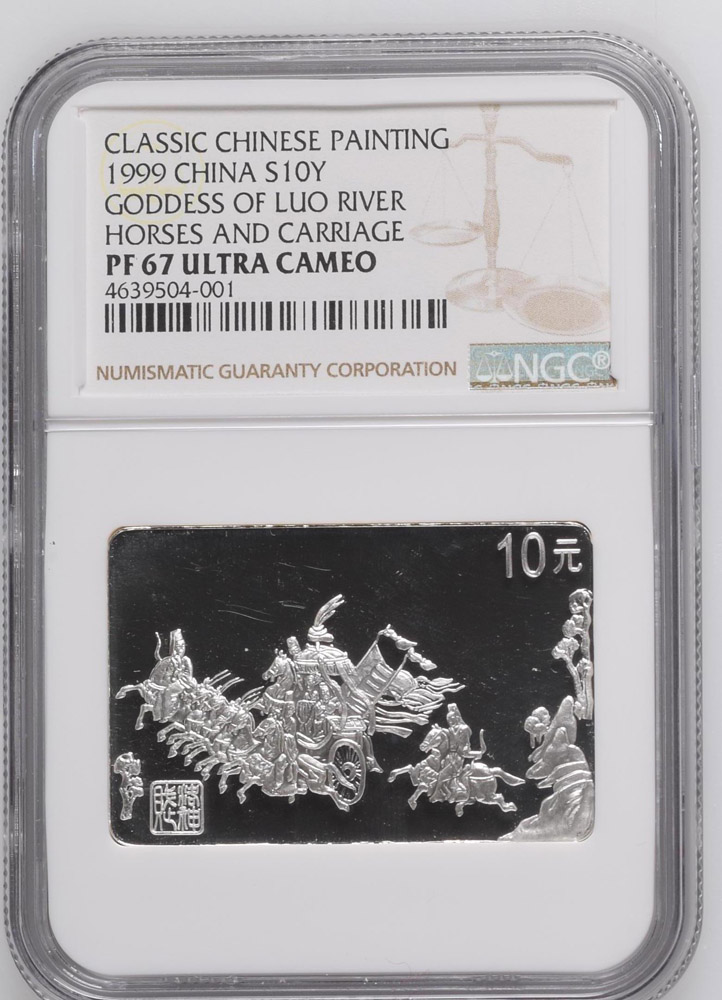 CLASSIC CHINESE PAINTING
1999 CHINA S10Y
GODDESS OF LUO RIVER
HORSES AND CARRIAGE
PF 67 ULTRA CAMEO
4639504-001
NUMISMATIC GUARANTY CORPORATION
NGC®
10元